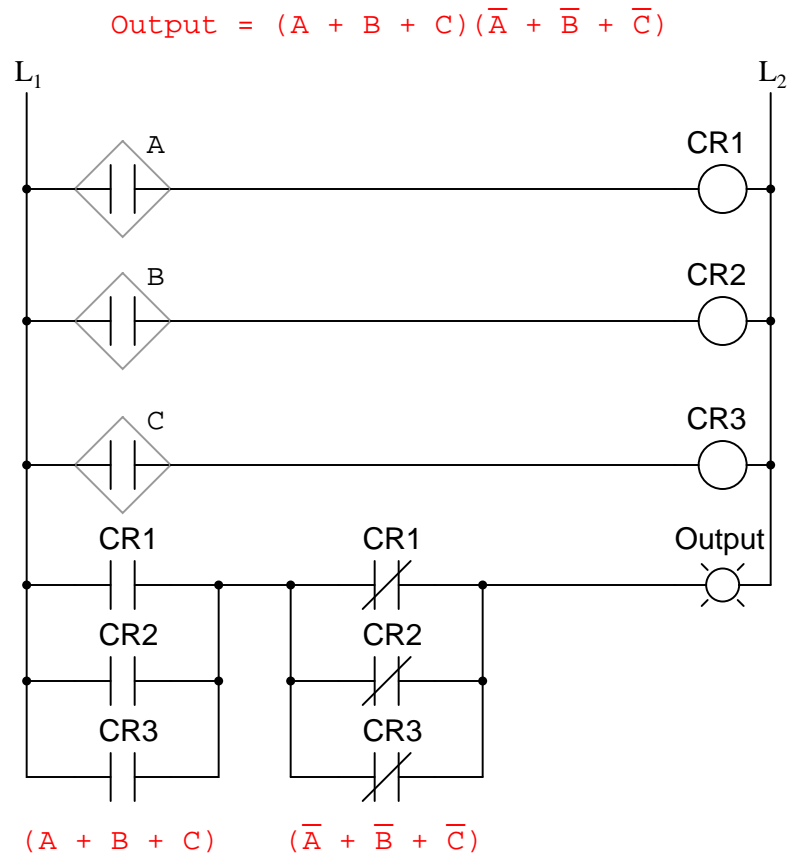 Output = (A + B + C)(A̅ + B̅ + C̅)
L₁ L₂
A CR1
B CR2
C CR3
CR1 CR1 Output
CR2 CR2
CR3 CR3
(A + B + C) (A̅ + B̅ + C̅)